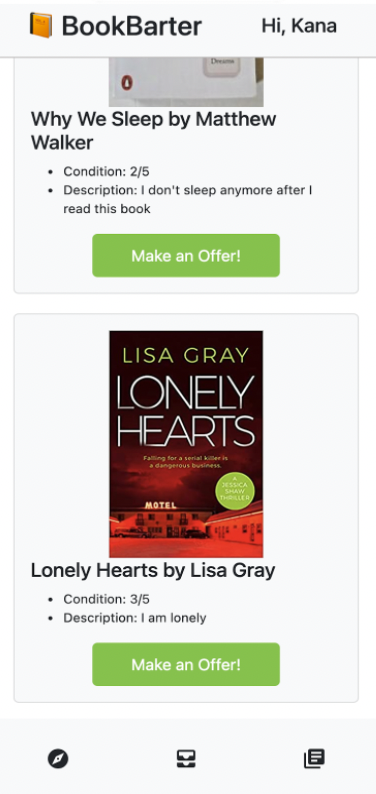 BookBarter
Hi, Kana
Dreams
Why We Sleep by Matthew
Walker
Condition: 2/5
Description: I don't sleep anymore after I
read this book
Make an Offer!
LISA GRAY
LONELY
HEARTS
Falling for a serial killer is
a dangerous business.
A
JESSICA
SHAW
THRILLER
MOTEL
Lonely Hearts by Lisa Gray
Condition: 3/5
Description: I am lonely
Make an Offer!